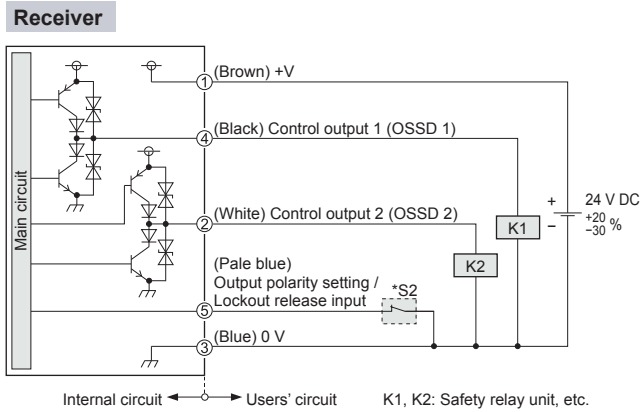 Receiver
Main circuit
1 (Brown) +V
4 (Black) Control output 1 (OSSD 1)
2 (White) Control output 2 (OSSD 2)
(Pale blue)
Output polarity setting /
Lockout release input
5
*S2
3 (Blue) 0 V
K1
K2
+
−
24 V DC
+20
−30 %
Internal circuit
Users' circuit
K1, K2: Safety relay unit, etc.